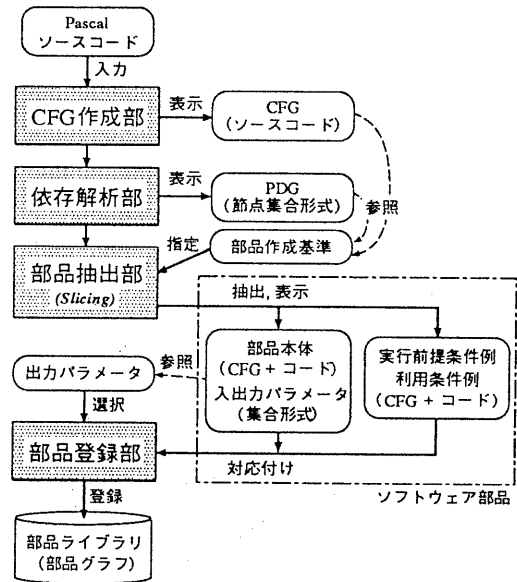 Pascal
ソースコード
入力
CFG作成部
表示
CFG
(ソースコード)
依存解析部
表示
PDG
(節点集合形式)
参照
指定
部品作成基準
部品抽出部
(Slicing)
抽出, 表示
出力パラメータ
参照
部品本体
(CFG + コード)
入出力パラメータ
(集合形式)
実行前提条件例
利用条件例
(CFG + コード)
選択
部品登録部
対応付け
登録
ソフトウェア部品
部品ライブラリ
(部品グラフ)